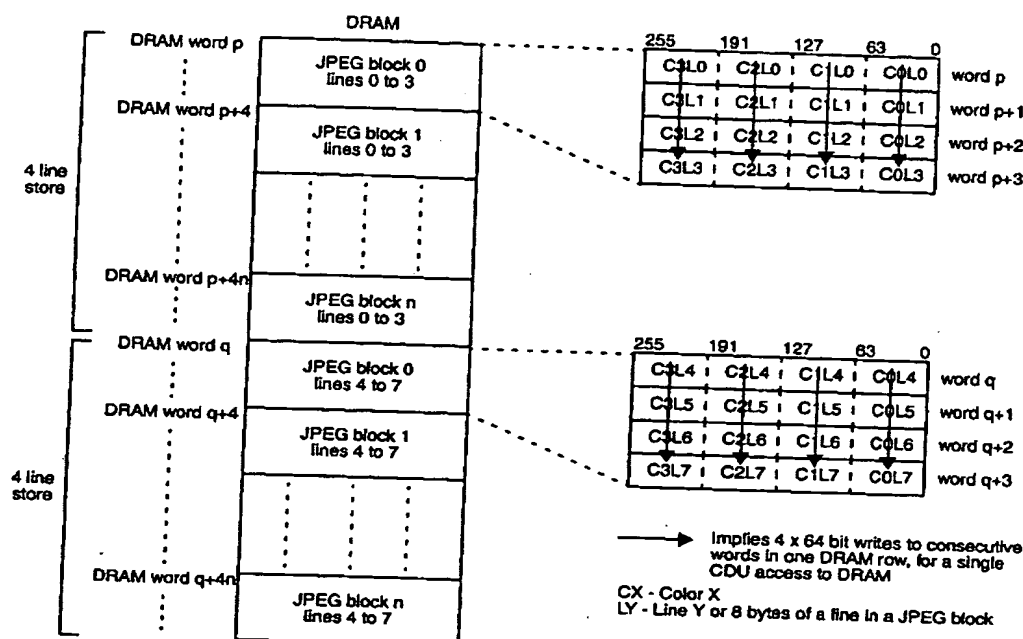 DRAM
DRAM word p
JPEG block 0
lines 0 to 3
DRAM word p+4
JPEG block 1
lines 0 to 3
4 line
store
DRAM word p+4n
JPEG block n
lines 0 to 3
DRAM word q
JPEG block 0
lines 4 to 7
DRAM word q+4
JPEG block 1
lines 4 to 7
4 line
store
DRAM word q+4n
JPEG block n
lines 4 to 7
255 191 127 63 0
C3L0 C2L0 C1L0 C0L0 word p
C3L1 C2L1 C1L1 C0L1 word p+1
C3L2 C2L2 C1L2 C0L2 word p+2
C3L3 C2L3 C1L3 C0L3 word p+3
255 191 127 63 0
C3L4 C2L4 C1L4 C0L4 word q
C3L5 C2L5 C1L5 C0L5 word q+1
C3L6 C2L6 C1L6 C0L6 word q+2
C3L7 C2L7 C1L7 C0L7 word q+3
Implies 4 x 64 bit writes to consecutive
words in one DRAM row, for a single
CDU access to DRAM
CX - Color X
LY - Line Y or 8 bytes of a line in a JPEG block